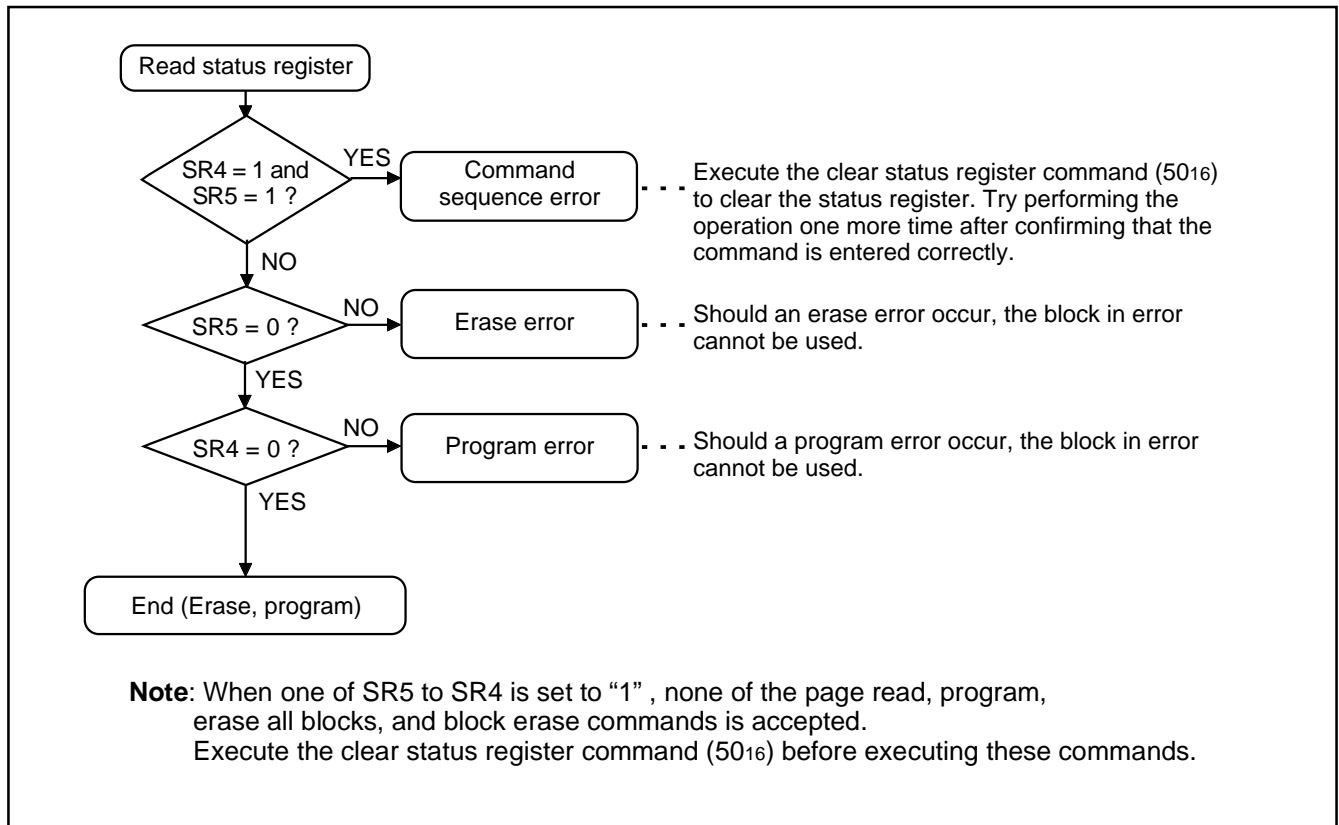 Read status register
SR4 = 1 and
SR5 = 1 ?
YES
Command
sequence error
Execute the clear status register command (5016)
to clear the status register. Try performing the
operation one more time after confirming that the
command is entered correctly.
NO
SR5 = 0 ?
NO
Erase error
Should an erase error occur, the block in error
cannot be used.
YES
SR4 = 0 ?
NO
Program error
Should a program error occur, the block in error
cannot be used.
YES
End (Erase, program)
Note: When one of SR5 to SR4 is set to “1” , none of the page read, program,
erase all blocks, and block erase commands is accepted.
Execute the clear status register command (5016) before executing these commands.